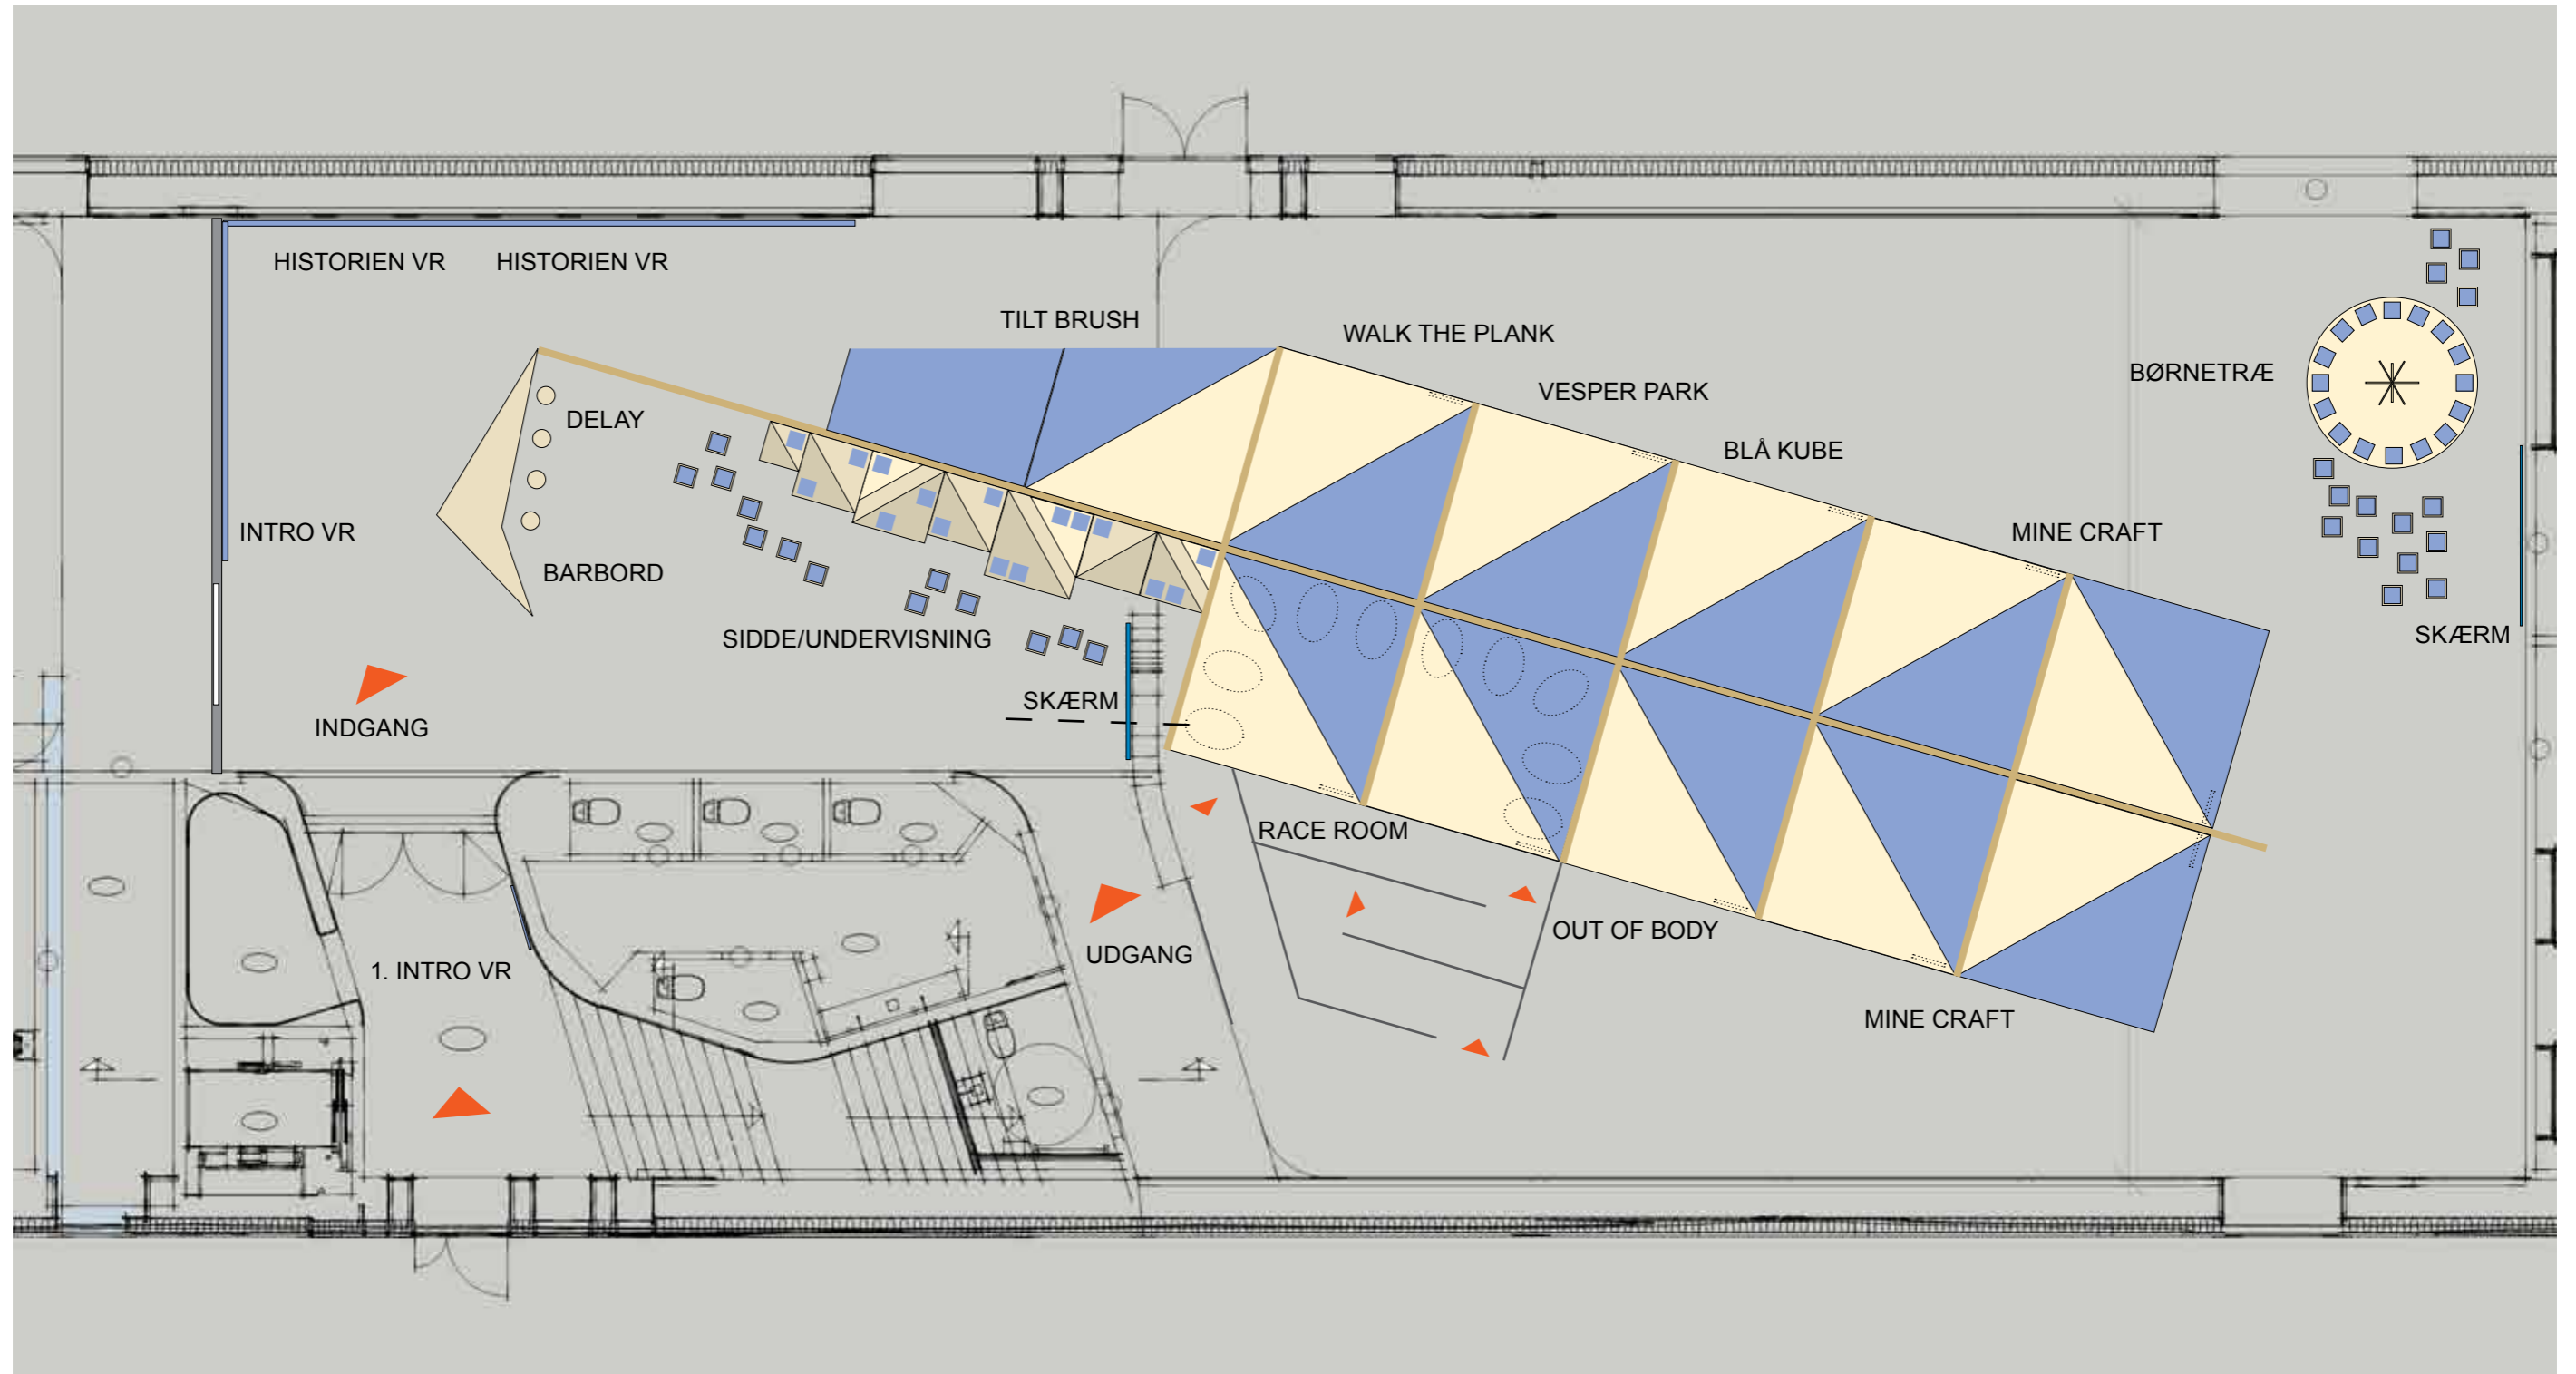 HISTORIEN VR
HISTORIEN VR
TILT BRUSH
WALK THE PLANK
VESPER PARK
BØRNETRÆ
DELAY
BLÅ KUBE
INTRO VR
MINE CRAFT
BARBORD
SIDDE/UNDERVISNING
SKÆRM
SKÆRM
INDGANG
RACE ROOM
OUT OF BODY
UDGANG
1. INTRO VR
MINE CRAFT